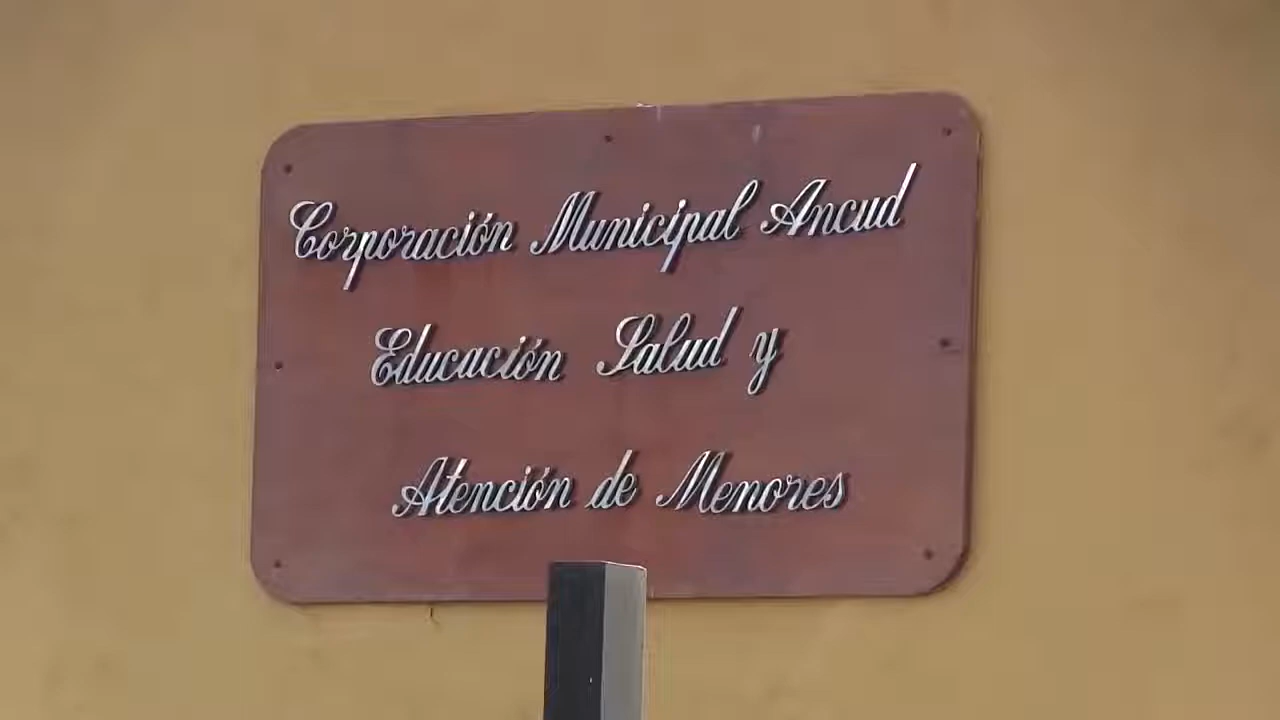 Corporación Municipal Ancud
Educación Salud y
Atención de Menores